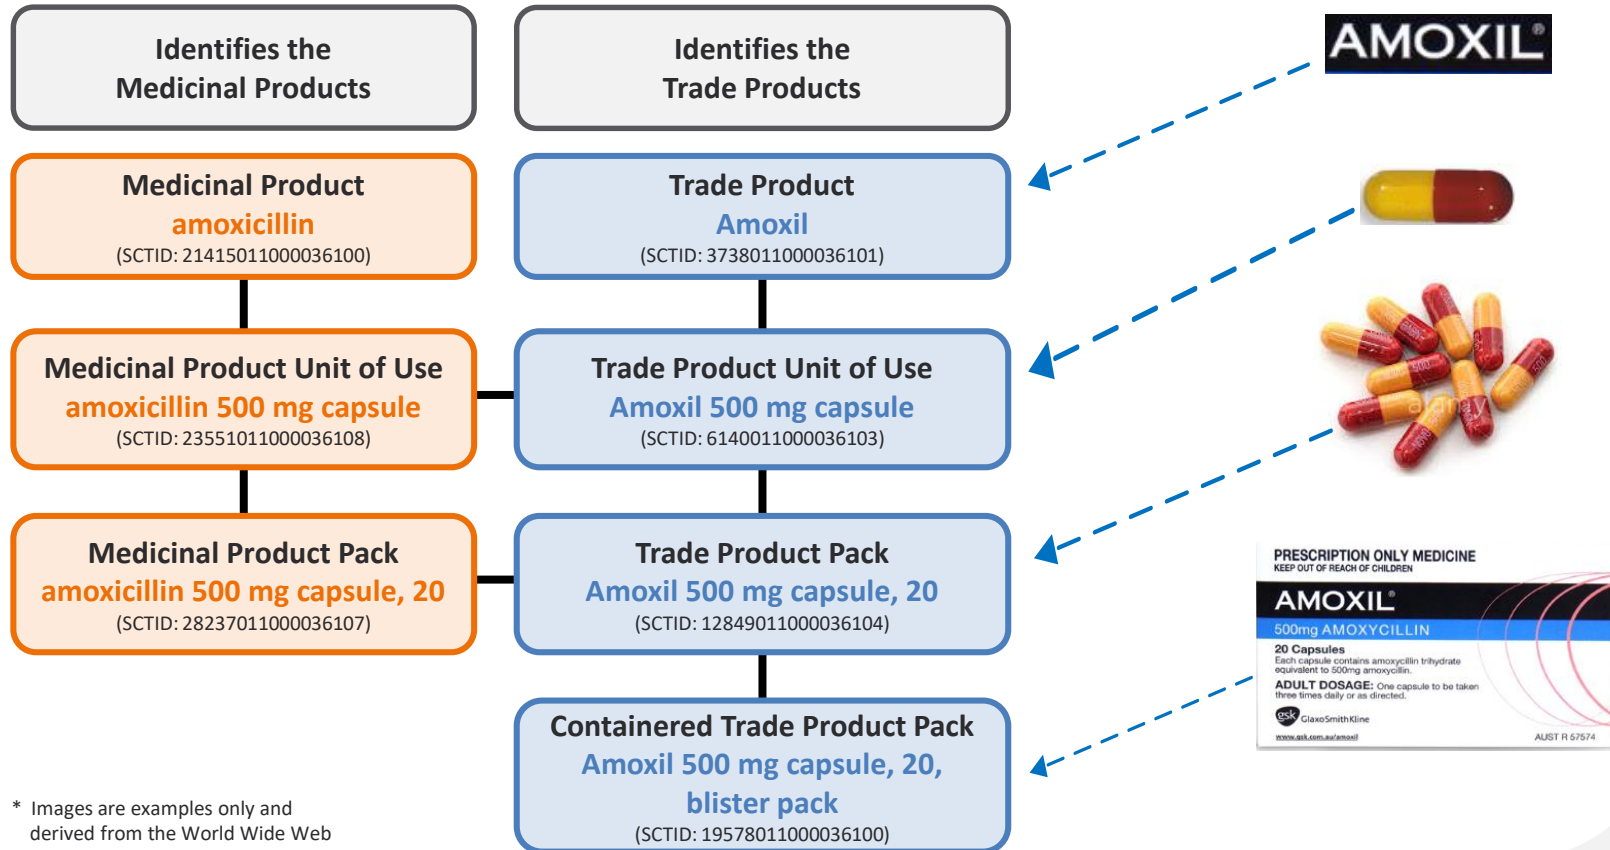 Identifies the
Medicinal Products
Identifies the
Trade Products
AMOXIL®
Medicinal Product
amoxicillin
(SCTID: 21415011000036100)
Trade Product
Amoxil
(SCTID: 3738011000036101)
Medicinal Product Unit of Use
amoxicillin 500 mg capsule
(SCTID: 23551011000036108)
Trade Product Unit of Use
Amoxil 500 mg capsule
(SCTID: 6140011000036103)
Medicinal Product Pack
amoxicillin 500 mg capsule, 20
(SCTID: 28237011000036107)
Trade Product Pack
Amoxil 500 mg capsule, 20
(SCTID: 12849011000036104)
Containered Trade Product Pack
Amoxil 500 mg capsule, 20,
blister pack
(SCTID: 19578011000036100)
PRESCRIPTION ONLY MEDICINE
KEEP OUT OF REACH OF CHILDREN
AMOXIL®
500mg AMOXYCILLIN
20 Capsules
Each capsule contains amoxycillin trihydrate
equivalent to 500mg amoxycillin.
ADULT DOSAGE: One capsule to be taken
three times daily or as directed.
gsk GlaxoSmithKline
www.gsk.com.au/amoxil
AUST R 57574
* Images are examples only and
derived from the World Wide Web